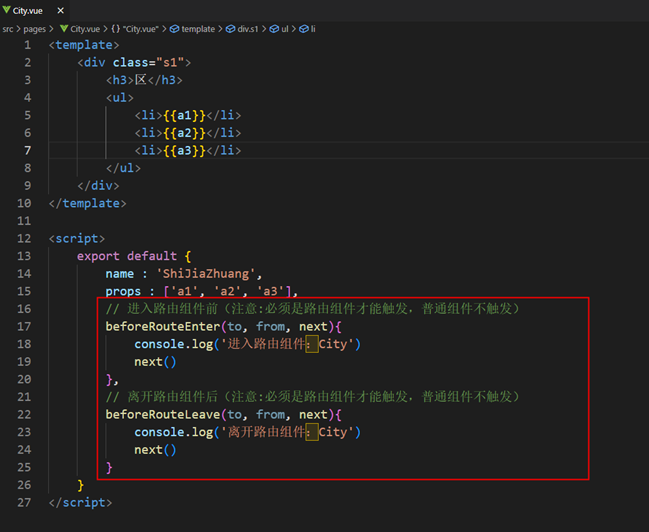 City.vue ×
src > pages > City.vue > {} "City.vue" > template > div.s1 > ul > li
1 <template>
2 <div class="s1">
3 <h3>区</h3>
4 <ul>
5 <li>{{a1}}</li>
6 <li>{{a2}}</li>
7 <li>{{a3}}</li>
8 </ul>
9 </div>
10 </template>
11
12 <script>
13 export default {
14 name : 'ShiJiaZhuang',
15 props : ['a1', 'a2', 'a3'],
16 // 进入路由组件前（注意:必须是路由组件才能触发，普通组件不触发）
17 beforeRouteEnter(to, from, next){
18 console.log('进入路由组件：City')
19 next()
20 },
21 // 离开路由组件后（注意:必须是路由组件才能触发，普通组件不触发）
22 beforeRouteLeave(to, from, next){
23 console.log('离开路由组件：City')
24 next()
25 }
26 }
27 </script>